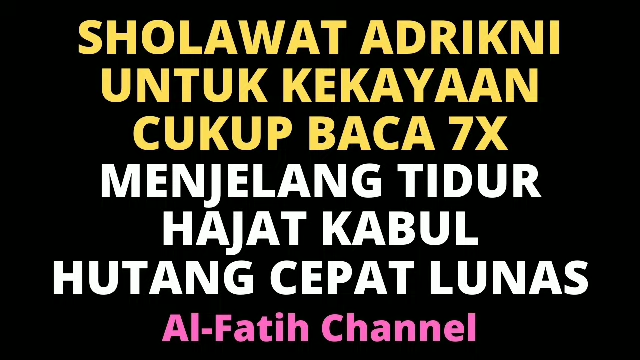 SHOLAWAT ADRIKNI
UNTUK KEKAYAAN
CUKUP BACA 7X
MENJELANG TIDUR
HAJAT KABUL
HUTANG CEPAT LUNAS
Al-Fatih Channel